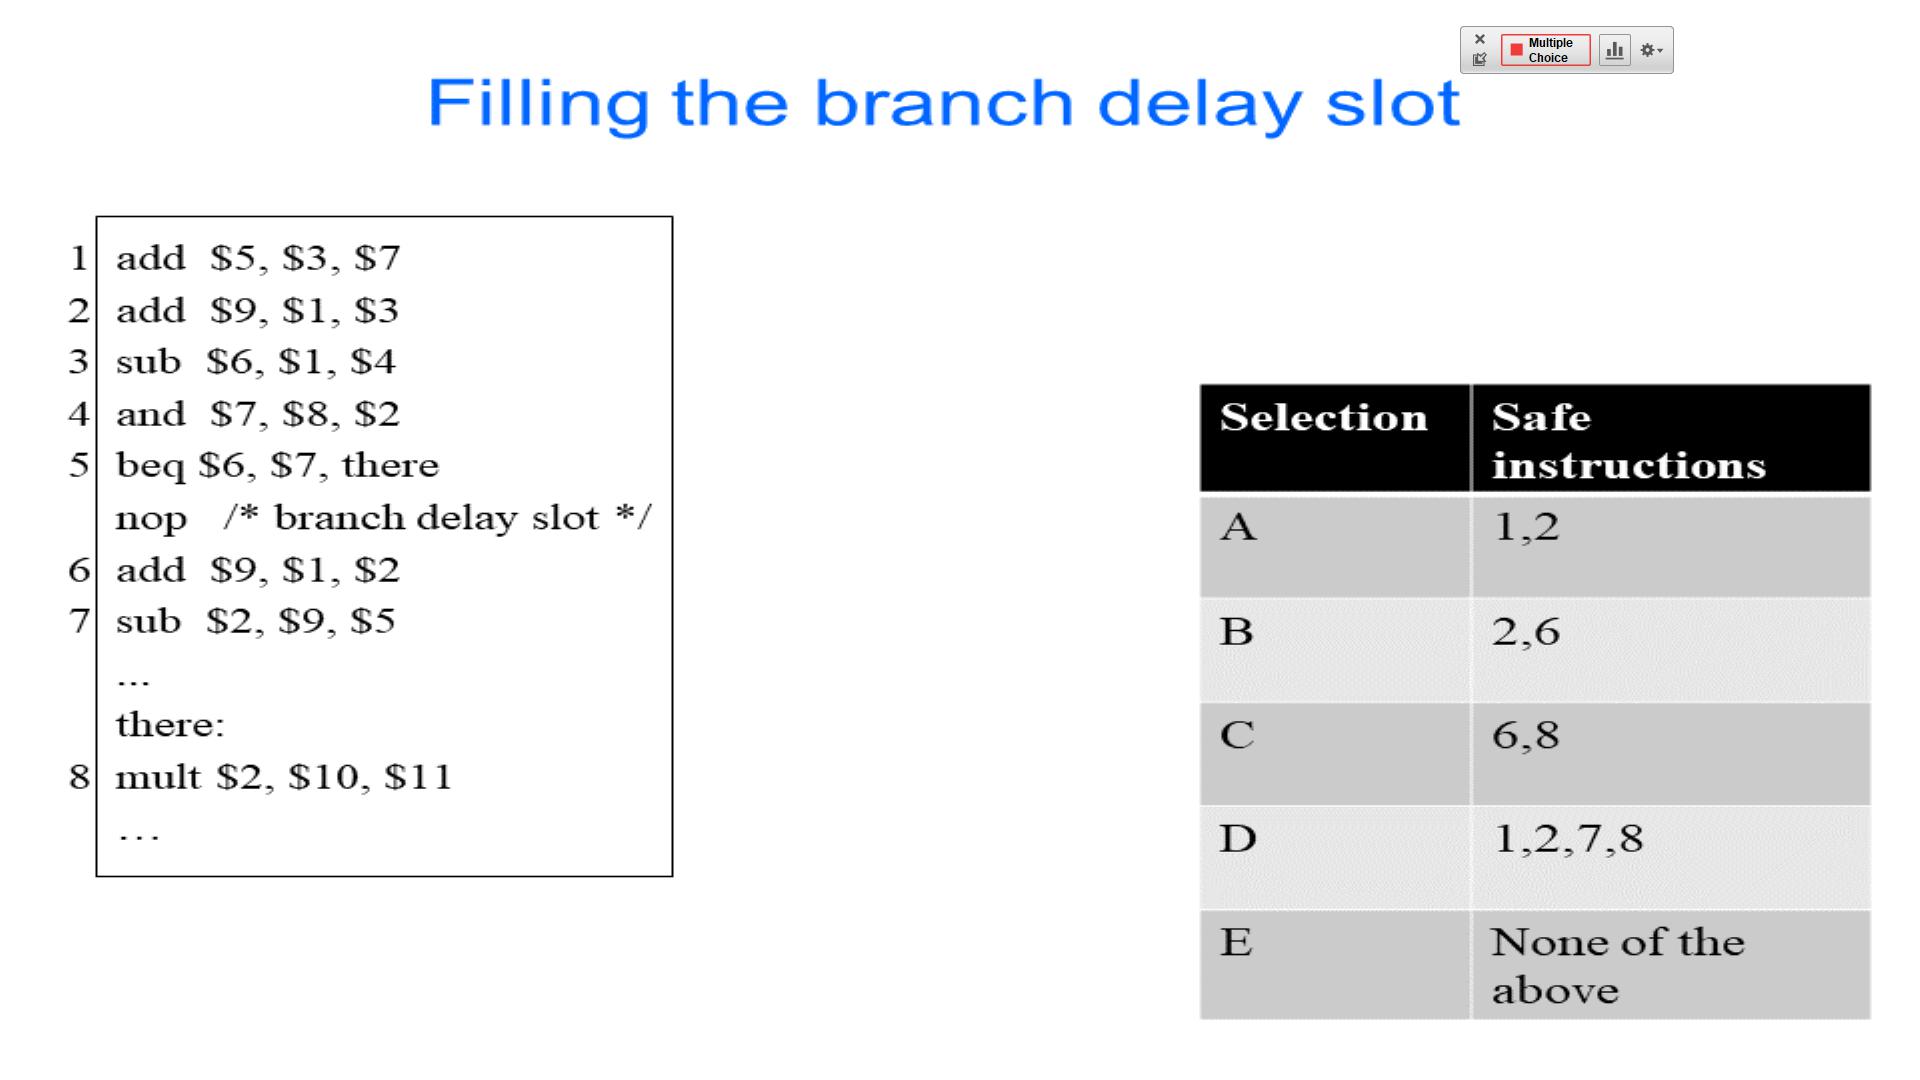 Multiple
Choice
Filling the branch delay slot
1 add $5, $3, $7
2 add $9, $1, $3
3 sub $6, $1, $4
4 and $7, $8, $2
5 beq $6, $7, there
nop /* branch delay slot */
6 add $9, $1, $2
7 sub $2, $9, $5
...
there:
8 mult $2, $10, $11
...
Selection Safe instructions
A 1,2
B 2,6
C 6,8
D 1,2,7,8
E None of the above